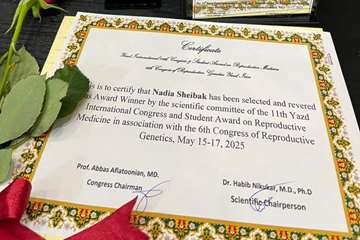 Certificate
11th Yazd International Congress & Student Award on Reproductive Medicine
6th Congress of Reproductive Genetics, Yazd, Iran
is to certify that Nadia Sheibak has been selected and revered
Award Winner by the scientific committee of the 11th Yazd
International Congress and Student Award on Reproductive
Medicine in association with the 6th Congress of Reproductive
Genetics, May 15-17, 2025
Prof. Abbas Aflatoonian, MD.
Congress Chairman
Dr. Habib Nikukar, M.D., Ph.D
Scientific Chairperson